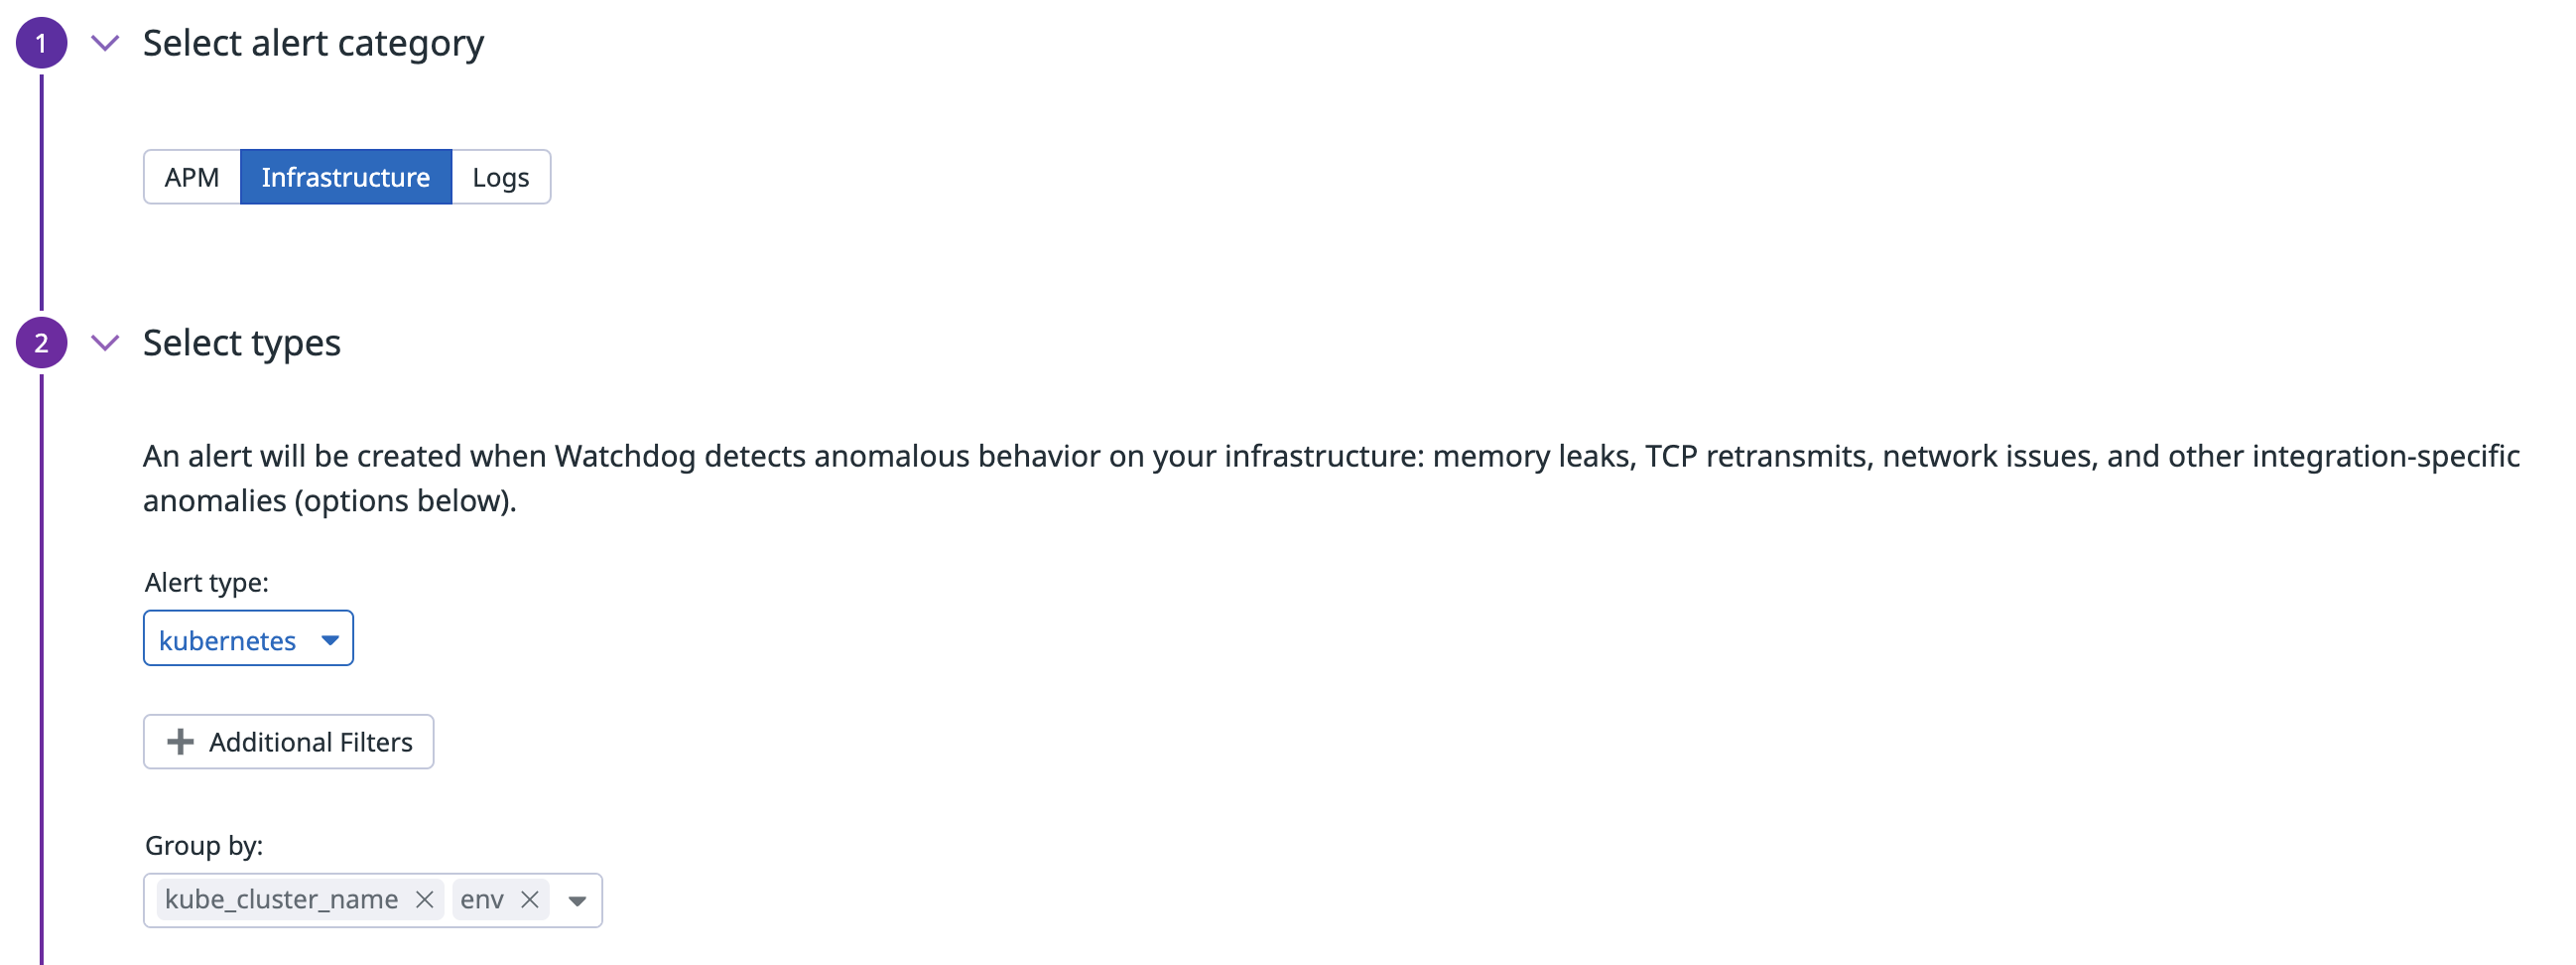 1 Select alert category
APM Infrastructure Logs
2 Select types
An alert will be created when Watchdog detects anomalous behavior on your infrastructure: memory leaks, TCP retransmits, network issues, and other integration-specific
anomalies (options below).
Alert type:
kubernetes
Additional Filters
Group by:
kube_cluster_name env